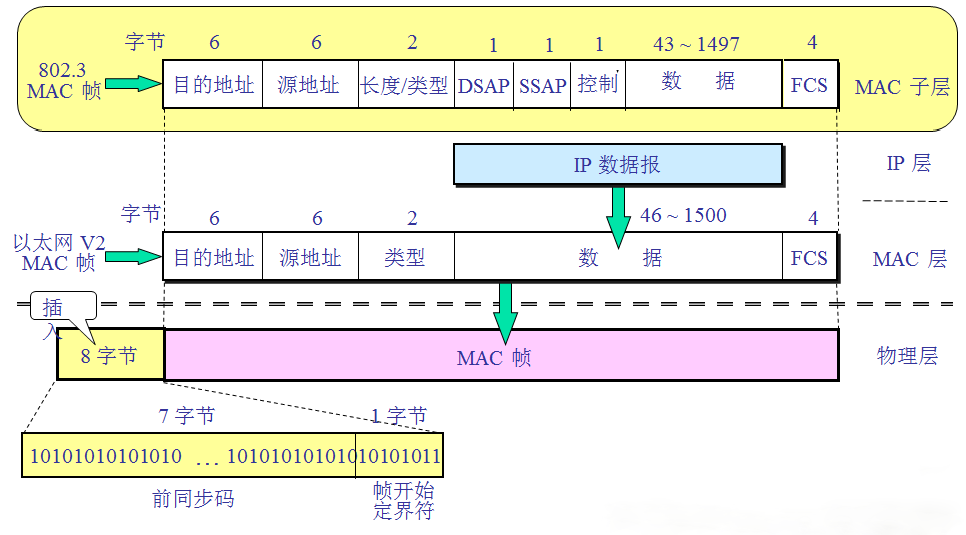 字节 6 6 2 1 1 1 43 ~ 1497 4
802.3
MAC 帧
目的地址 源地址 长度/类型 DSAP SSAP 控制 数 据 FCS
MAC 子层
IP 数据报
IP 层
字节 6 6 2 46 ~ 1500 4
以太网 V2
MAC 帧
目的地址 源地址 类型 数 据 FCS
MAC 层
插
入
8 字节
MAC 帧
物理层
7 字节 1 字节
10101010101010 … 101010101010 10101011
前同步码
帧开始
定界符